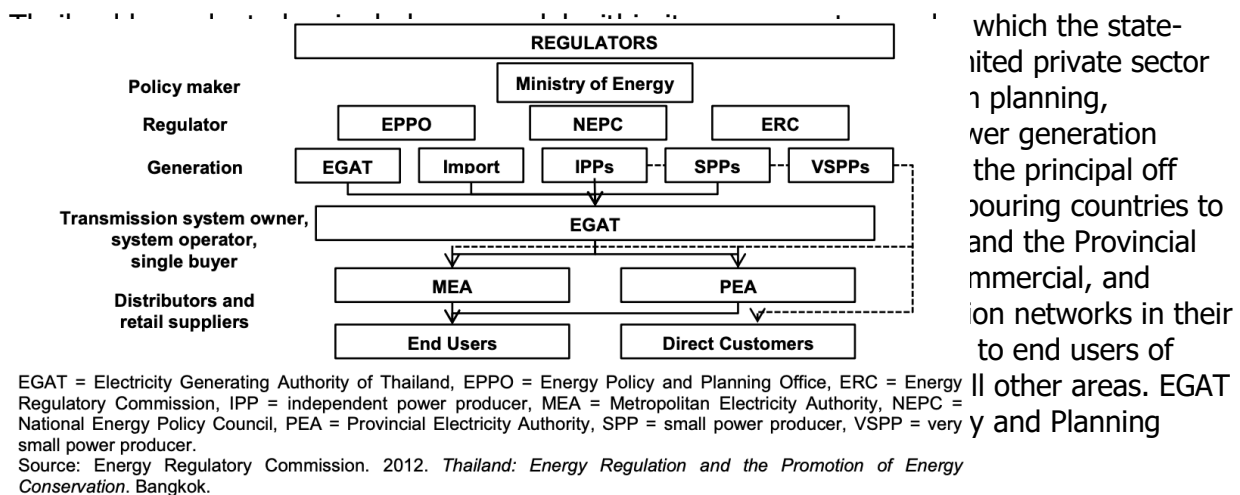 which the state-
REGULATORS
ited private sector
Policy maker
Ministry of Energy
planning,
Regulator
EPPO
NEPC
ERC
wer generation
Generation
EGAT
Import
IPPs
SPPs
VSPPs
the principal off
Transmission system owner,
system operator,
single buyer
EGAT
bouring countries to
and the Provincial
MEA
PEA
mmercial, and
Distributors and
retail suppliers
ion networks in their
End Users
Direct Customers
to end users of
EGAT = Electricity Generating Authority of Thailand, EPPO = Energy Policy and Planning Office, ERC = Energy
ll other areas. EGAT
Regulatory Commission, IPP = independent power producer, MEA = Metropolitan Electricity Authority, NEPC =
National Energy Policy Council, PEA = Provincial Electricity Authority, SPP = small power producer, VSPP = very
y and Planning
small power producer.
Source: Energy Regulatory Commission. 2012. Thailand: Energy Regulation and the Promotion of Energy
Conservation. Bangkok.